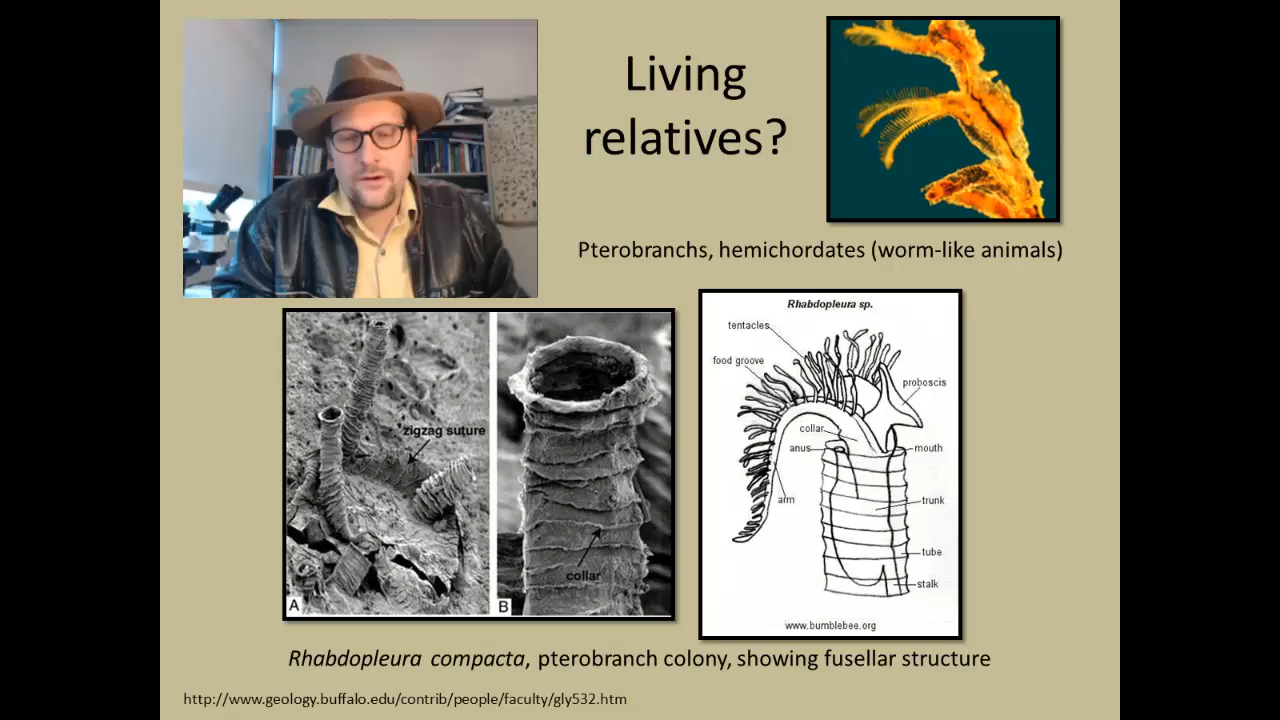 Living
relatives?
Pterobranchs, hemichordates (worm-like animals)
zigzag suture
A
collar
B
Rhabdopleura sp.
tentacles
food groove
proboscis
collar
anus
mouth
arm
trunk
tube
stalk
www.bumblebee.org
Rhabdopleura compacta, pterobranch colony, showing fusellar structure
http://www.geology.buffalo.edu/contrib/people/faculty/gly532.htm